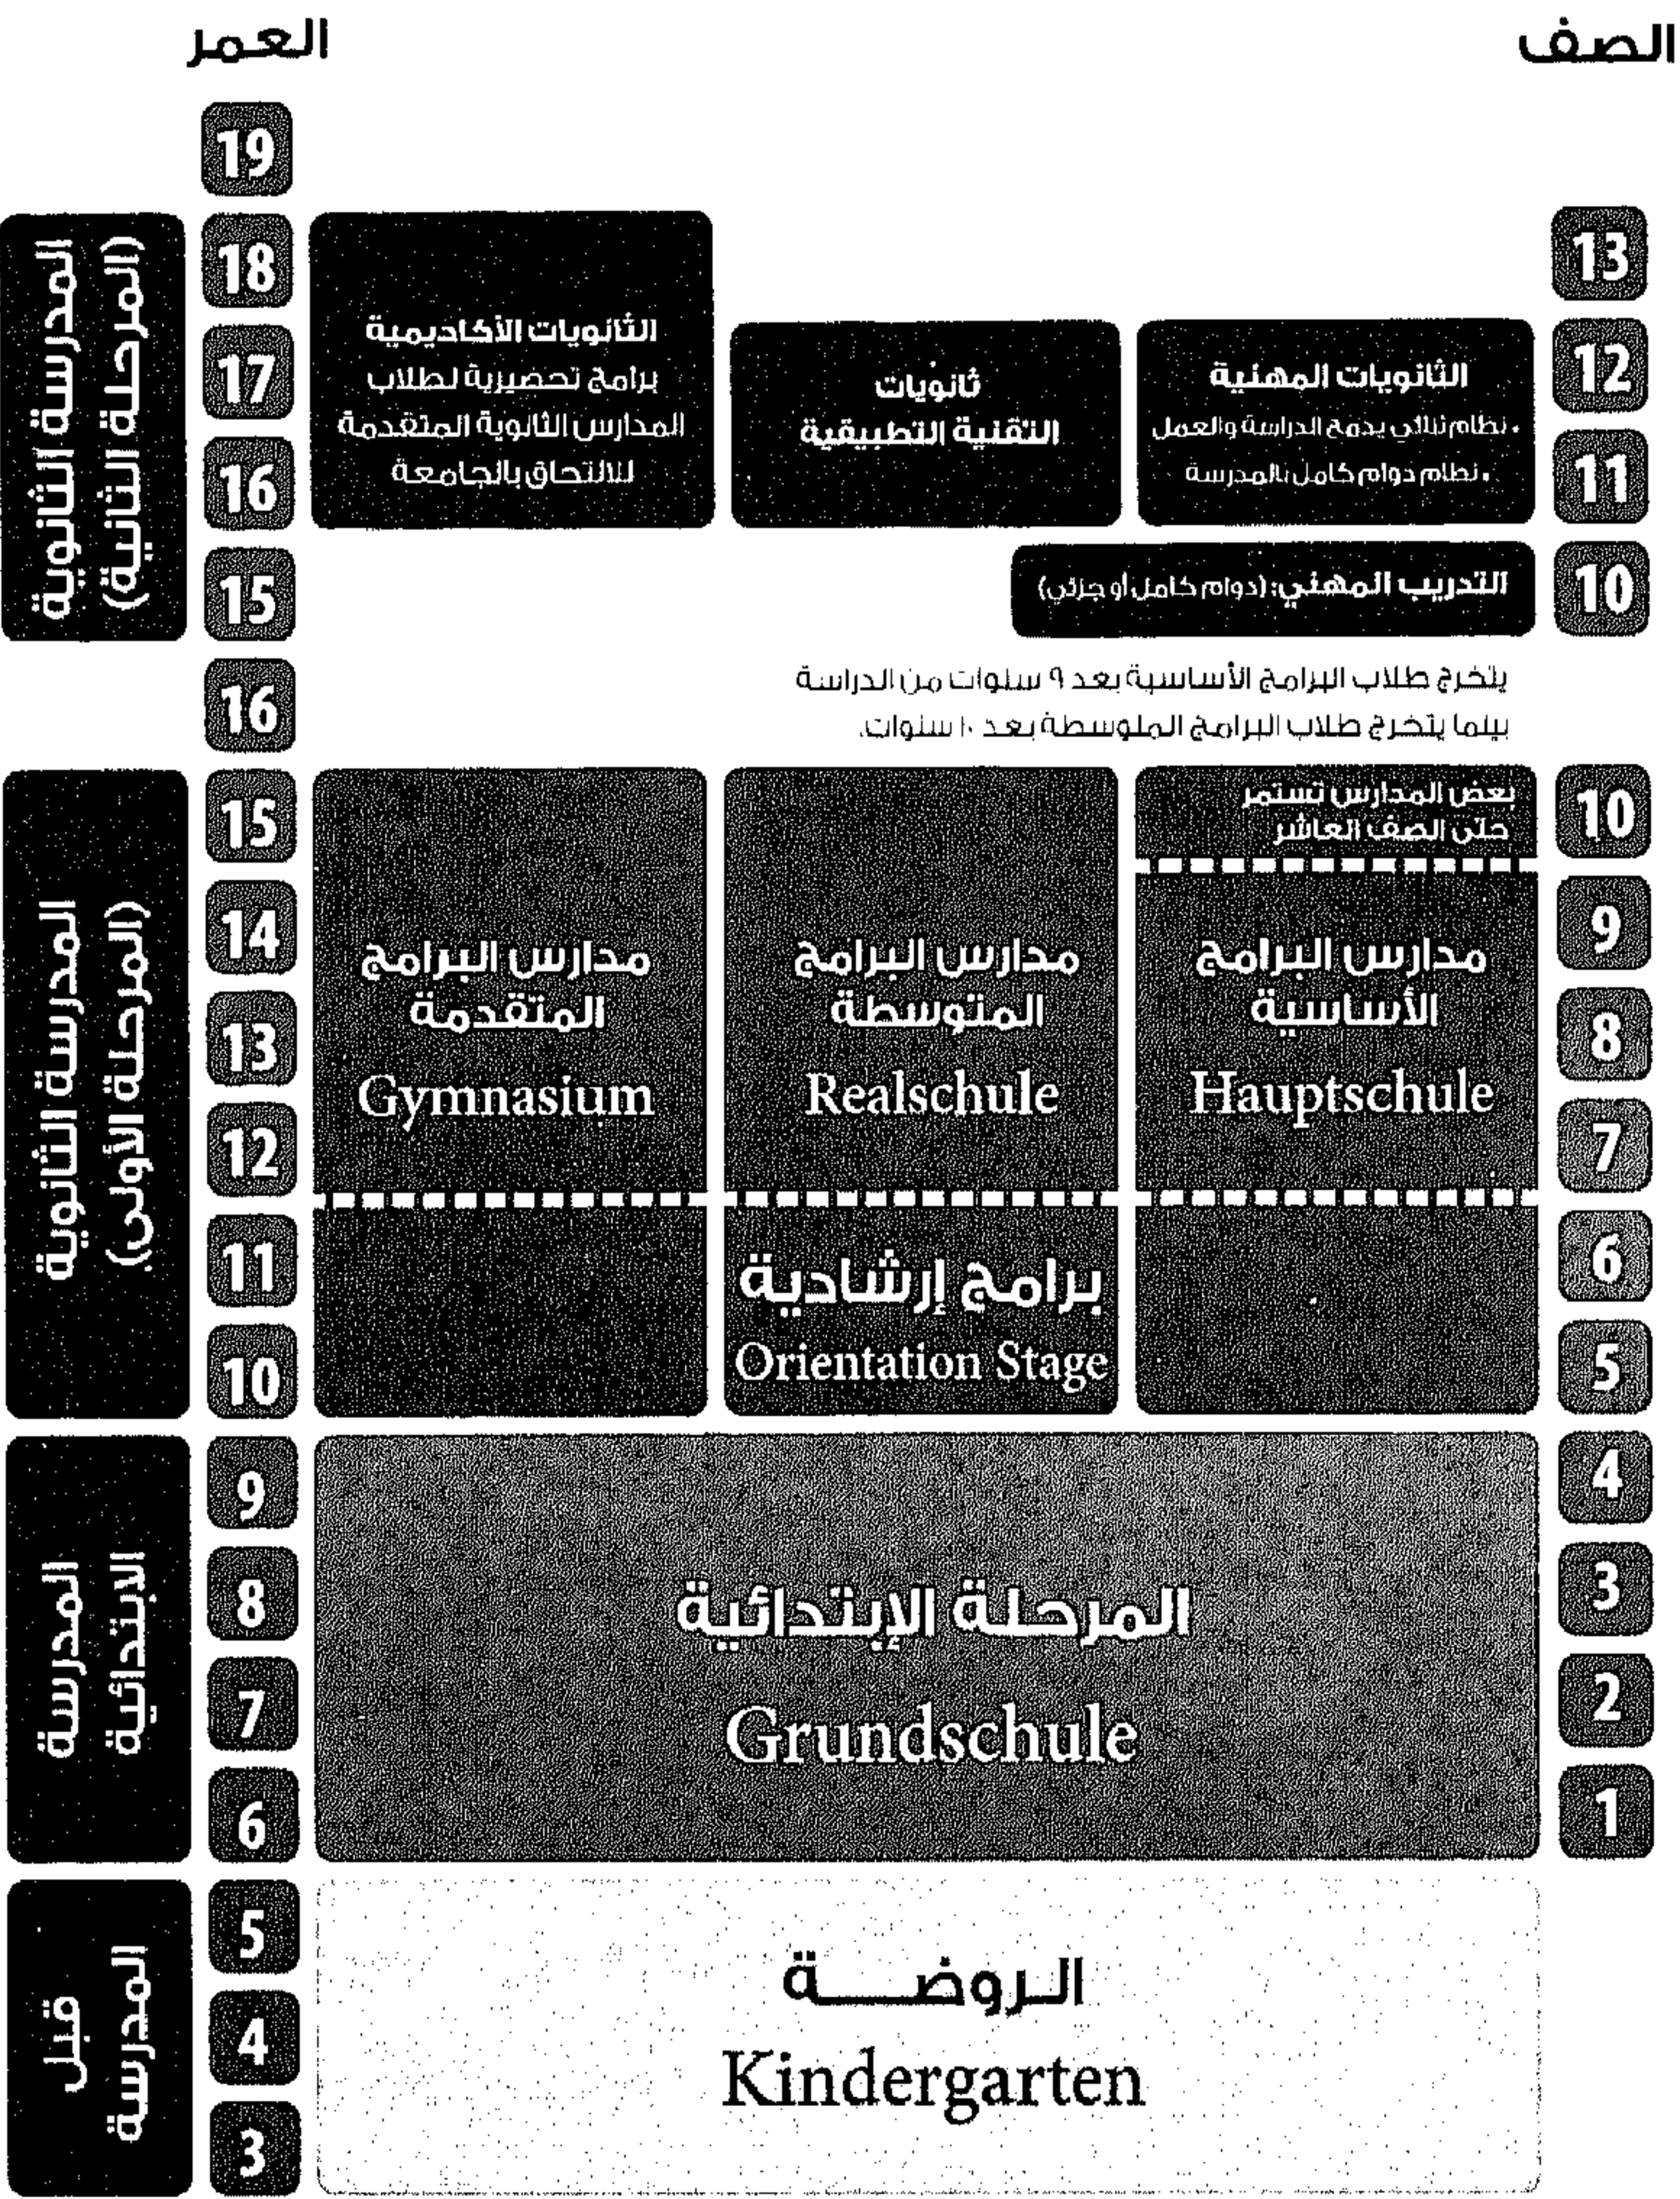 الصف
العمر
19
13
18
12
17
11
16
10
15
16
10
15
9
14
8
13
7
12
6
11
5
10
4
9
3
8
2
7
1
6
5
4
3
المدرسة الثانوية
(المرحلة الثانية)
الثانويات المهنية
• نظام ثنائي يدمج الدراسة والعمل
• نظام دوام كامل بالمدرسة
ثانويات
التقنية التطبيقية
الثانويات الأكاديمية
برامج تحضيرية لطلاب
المدارس الثانوية المتقدمة
للالتحاق بالجامعة
التدريب المهني: (دوام كامل أو جزئي)
يتخرج طلاب البرامج الأساسية بعد ٩ سنوات من الدراسة
بينما يتخرج طلاب البرامج المتوسطة بعد ١٠ سنوات.
المدرسة الثانوية
(المرحلة الأولى).
بعض المدارس تستمر
حتى الصف العاشر
مدارس البرامج
الأساسية
Hauptschule
مدارس البرامج
المتوسطة
Realschule
مدارس البرامج
المتقدمة
Gymnasium
برامج إرشادية
Orientation Stage
المدرسة
الابتدائية
المرحلة الإبتدائية
Grundschule
قبل
المدرسة
الروضـــة
Kindergarten